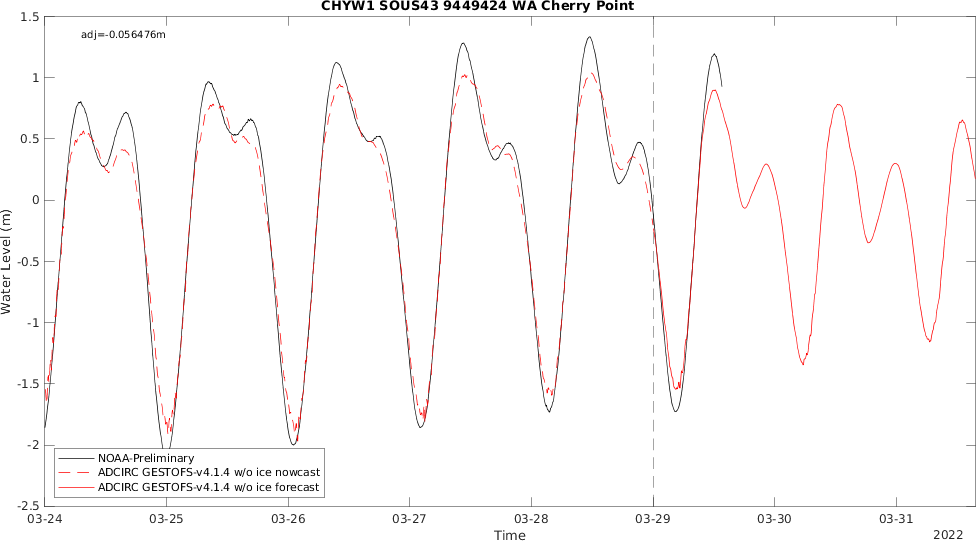 CHYW1 SOUS43 9449424 WA Cherry Point
adj=-0.056476m
1.5
1
0.5
0
-0.5
-1
-1.5
-2
-2.5
Water Level (m)
NOAA-Preliminary
ADCIRC GESTOFS-v4.1.4 w/o ice nowcast
ADCIRC GESTOFS-v4.1.4 w/o ice forecast
03-24 03-25 03-26 03-27 03-28 03-29 03-30 03-31
Time
2022